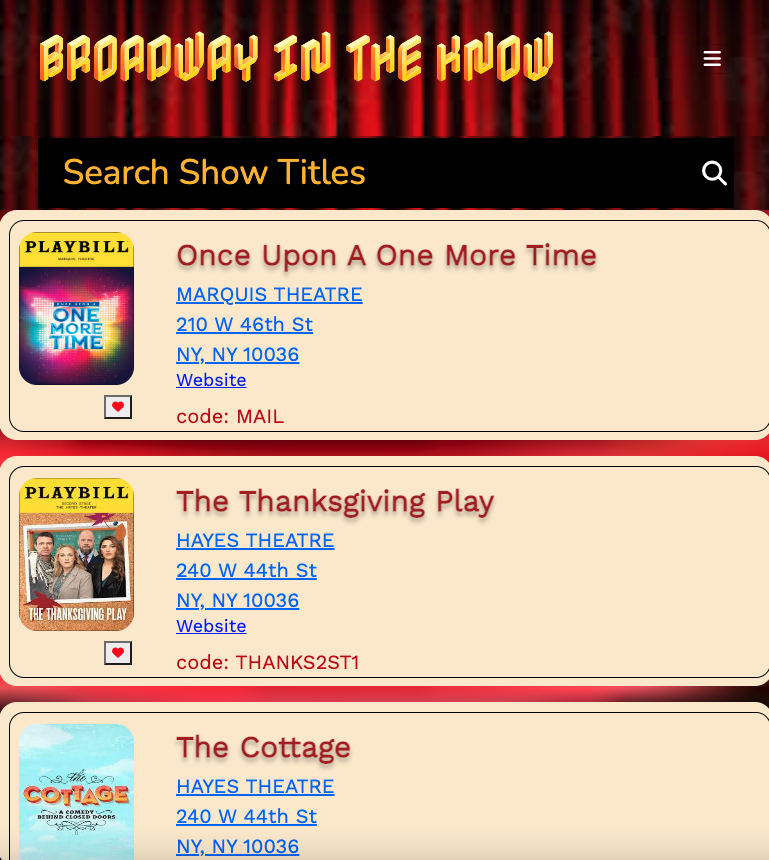 BROADWAY IN THE KNOW
Search Show Titles
PLAYBILL
MARQUIS THEATRE
ONCE UPON A
ONE
MORE
TIME
Once Upon A One More Time
MARQUIS THEATRE
210 W 46th St
NY, NY 10036
Website
code: MAIL
PLAYBILL
SECOND STAGE
THE HAYES THEATER
THE THANKSGIVING PLAY
The Thanksgiving Play
HAYES THEATRE
240 W 44th St
NY, NY 10036
Website
code: THANKS2ST1
the
COTTAGE
A COMEDY
BEHIND CLOSED DOORS
The Cottage
HAYES THEATRE
240 W 44th St
NY, NY 10036